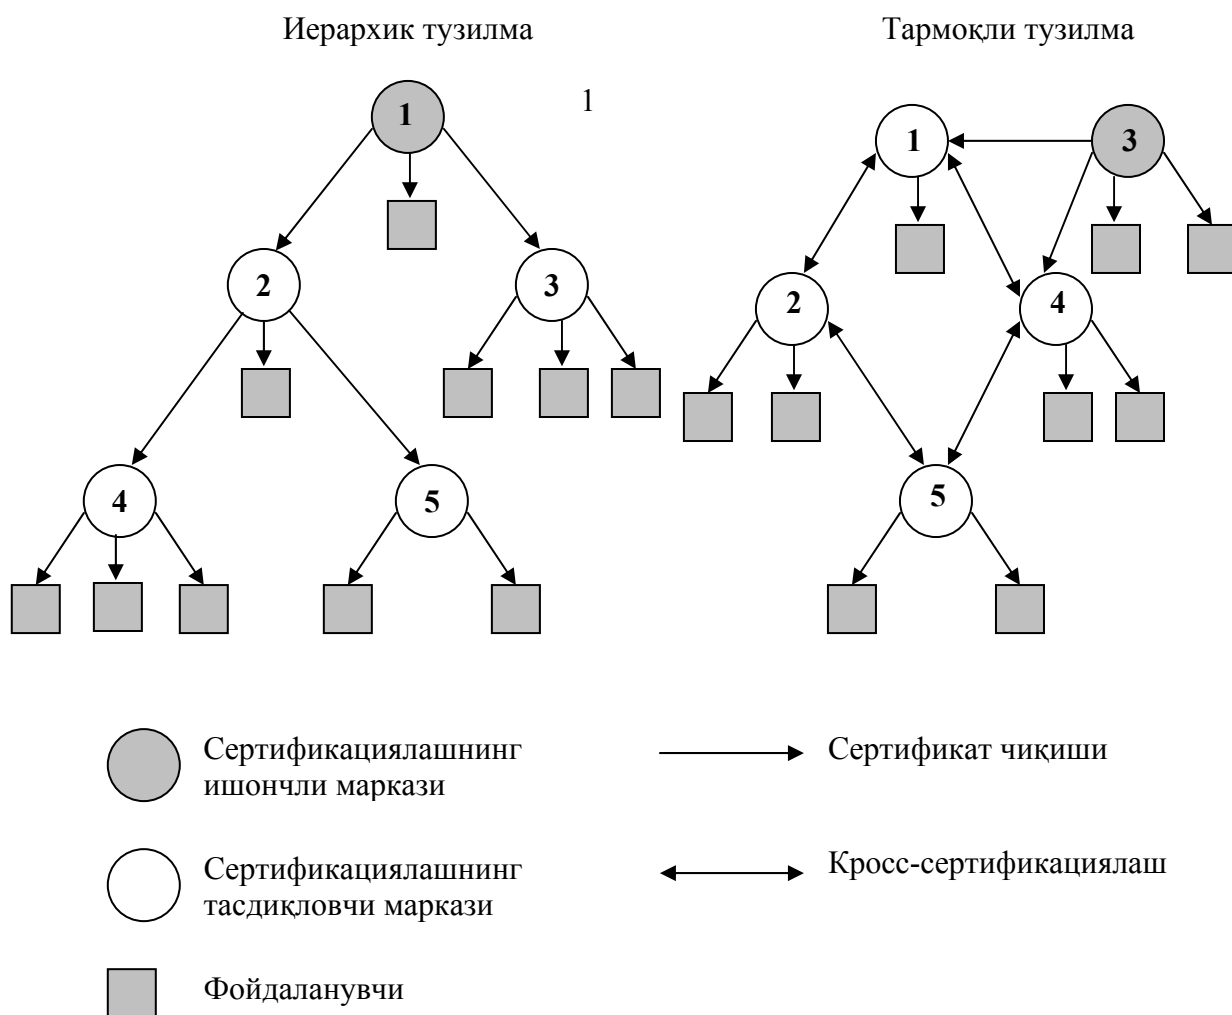 Иерархик тузилма
Тармоқли тузилма
1
1
1
3
2
3
2
4
4
5
5
Сертификациялашнинг
ишончли маркази
Сертификат чиқиши
Сертификациялашнинг
тасдиқловчи маркази
Кросс-сертификациялаш
Фойдаланувчи